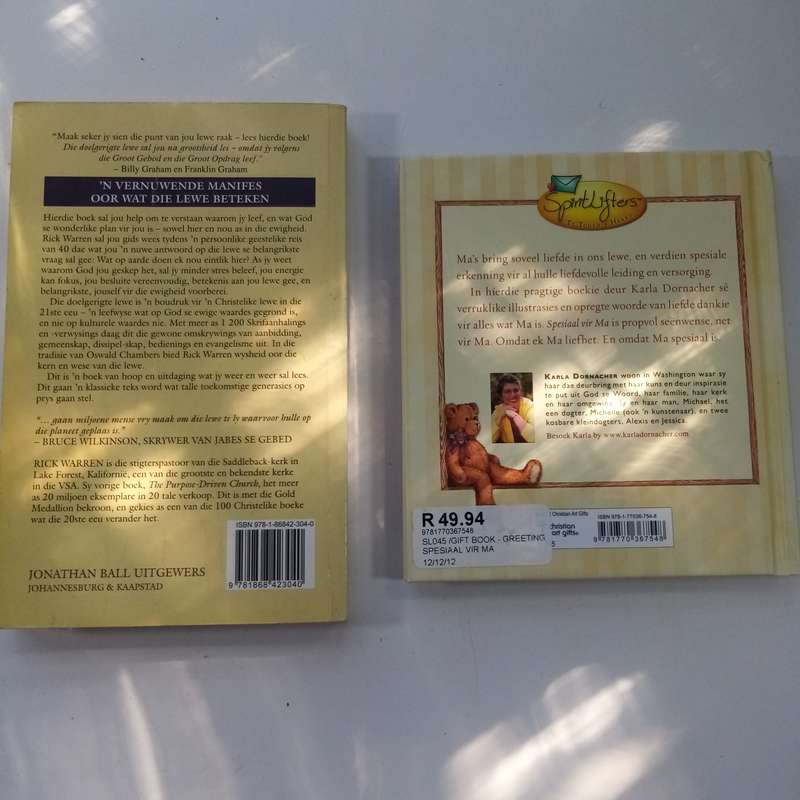 "Maak seker jy sien die punt van jou lewe raak – lees hierdie boek!
Die doelgerigte lewe sal jou na grootsheid lei – omdat jy volgens
die Groot Gebod en die Groot Opdrag leef."
– Billy Graham en Franklin Graham
'N VERNUWENDE MANIFES
OOR WAT DIE LEWE BETEKEN
Hierdie boek sal jou help om te verstaan waarom jy leef, en wat God
se wonderlike plan vir jou is – sowel hier en nou as in die ewigheid.
Rick Warren sal jou gids wees tydens 'n persoonlike geestelike reis
van 40 dae wat jou 'n nuwe antwoord op die lewe se belangrikste
vraag sal gee: Wat op aarde doen ek nou eintlik hier? As jy weet
waarom God jou geskep het, sal jy minder stres beleef, jou energie
kan fokus, jou besluite vereenvoudig, betekenis aan jou lewe gee, en
belangrikste, jouself vir die ewigheid voorberei.
Die doelgerigte lewe is 'n bloudruk vir 'n Christelike lewe in die
21ste eeu – 'n leefwyse wat op God se ewige waardes gegrond is,
en nie op kulturele waardes nie. Met meer as 1 200 Skrifaanhalings
en -verwysings daag dit die gewone omskrywings van aanbidding,
gemeenskap, dissipel-skap, bedienings en evangelisme uit. In die
tradisie van Oswald Chambers bied Rick Warren wysheid oor die
kern en wese van die lewe.
Dit is 'n boek van hoop en uitdaging wat jy weer en weer sal lees.
Dit gaan 'n klassieke teks word wat talle toekomstige generasies op
prys gaan stel.
"... gaan miljoene mense vry maak om die lewe te ly waarvoor hulle op
die planeet geplaas is."
– BRUCE WILKINSON, SKRYWER VAN JABES SE GEBED
RICK WARREN is die stigterspastoor van die Saddleback-kerk in
Lake Forest, Kalifornië, een van die grootste en bekendste kerke
in die VSA. Sy vorige boek, The Purpose-Driven Church, het meer
as 20 miljoen eksemplare in 20 tale verkoop. Dit is met die Gold
Medallion bekroon, en gekies as een van die 100 Christelike boeke
wat die 20ste eeu verander het.
ISBN 978-1-86842-304-0
9 781868 423040
JONATHAN BALL UITGEWERS
JOHANNESBURG & KAAPSTAD
SpiritLifters
Ma's bring soveel liefde in ons lewe, en verdien spesiale
erkenning vir al hulle liefdevolle leiding en versorging.
In hierdie pragtige boekie deur Karla Dornacher sê
verruklike illustrasies en opregte woorde van liefde dankie
vir alles wat Ma is. Spesiaal vir Ma is propvol seënwense, net
vir Ma. Omdat ek Ma liefhet. En omdat Ma spesiaal is.
KARLA DORNACHER woon in Washington waar sy
haar dae deurbring met haar kuns en deur inspirasie
te put uit God se Woord, haar familie, haar kerk
en haar omgewing. Sy en haar man, Michael, het
een dogter, Michelle (ook 'n kunstenaar), en twee
kosbare kleindogters, Alexis en Jessica.
Besoek Karla by www.karladornacher.com
R 49.94
9781770367548
SL045 /GIFT BOOK - GREETING
SPESIAAL VIR MA
12/12/12
Christian Art Gifts
christian
art gifts
ISBN 978-1-77036-754-8
9 781770 367548